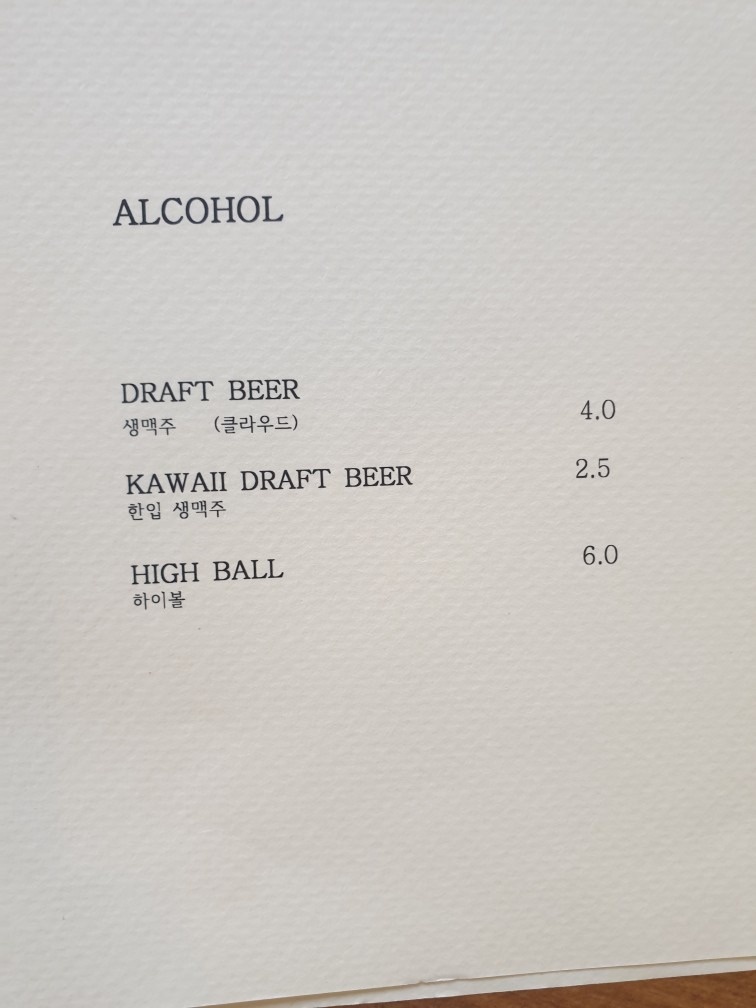 ALCOHOL
DRAFT BEER
생맥주 (클라우드) 4.0
KAWAII DRAFT BEER 2.5
한입 생맥주
HIGH BALL 6.0
하이볼